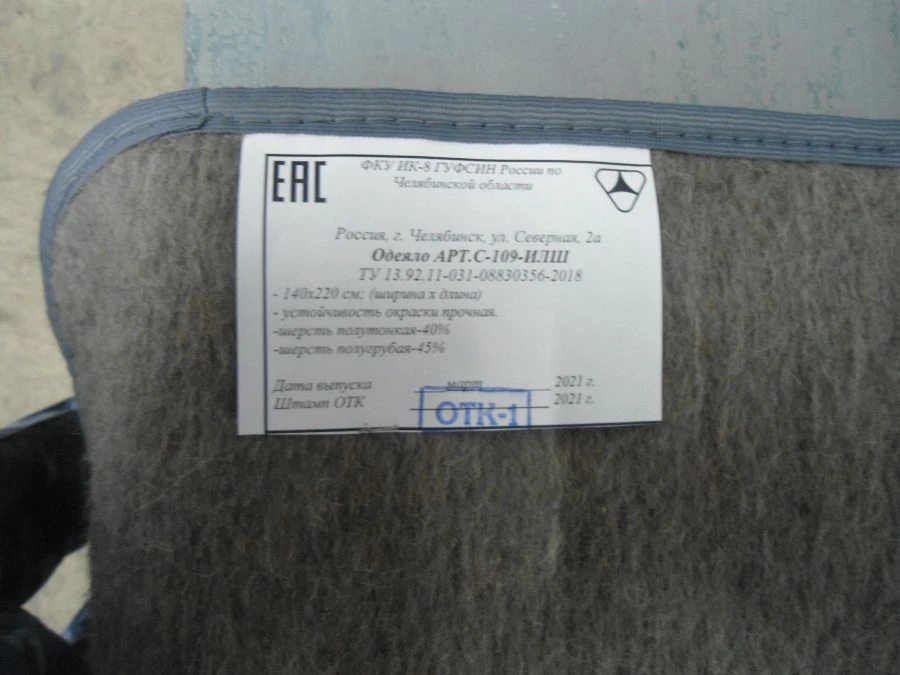 ЕАС
ФКУ ИК-8 ГУФСИН России по
Челябинской области
Россия, г. Челябинск, ул. Северная, 2а
Одеяло АРТ.С-109-ИЛШ
ТУ 13.92.11-031-08830356-2018
- 140х220 см; (ширина х длина)
- устойчивость окраски прочная.
-шерсть полутонкая-40%
-шерсть полугрубая-45%
Дата выпуска март 2021 г.
Штамп ОТК ОТК-1 2021 г.